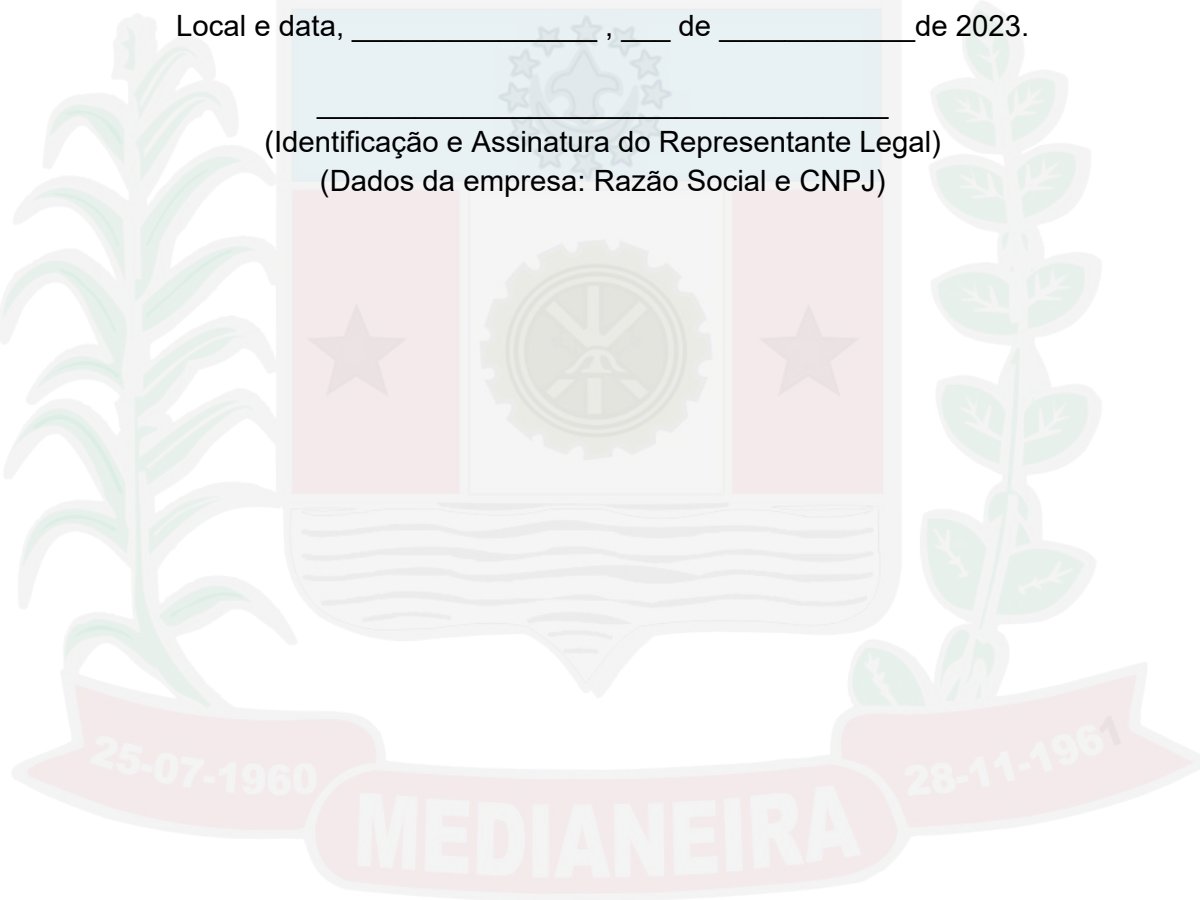 Local e data, _______________ , ___ de ____________de 2023.
___________________________________
(Identificação e Assinatura do Representante Legal)
(Dados da empresa: Razão Social e CNPJ)
25-07-1960
28-11-1961
MEDIANEIRA